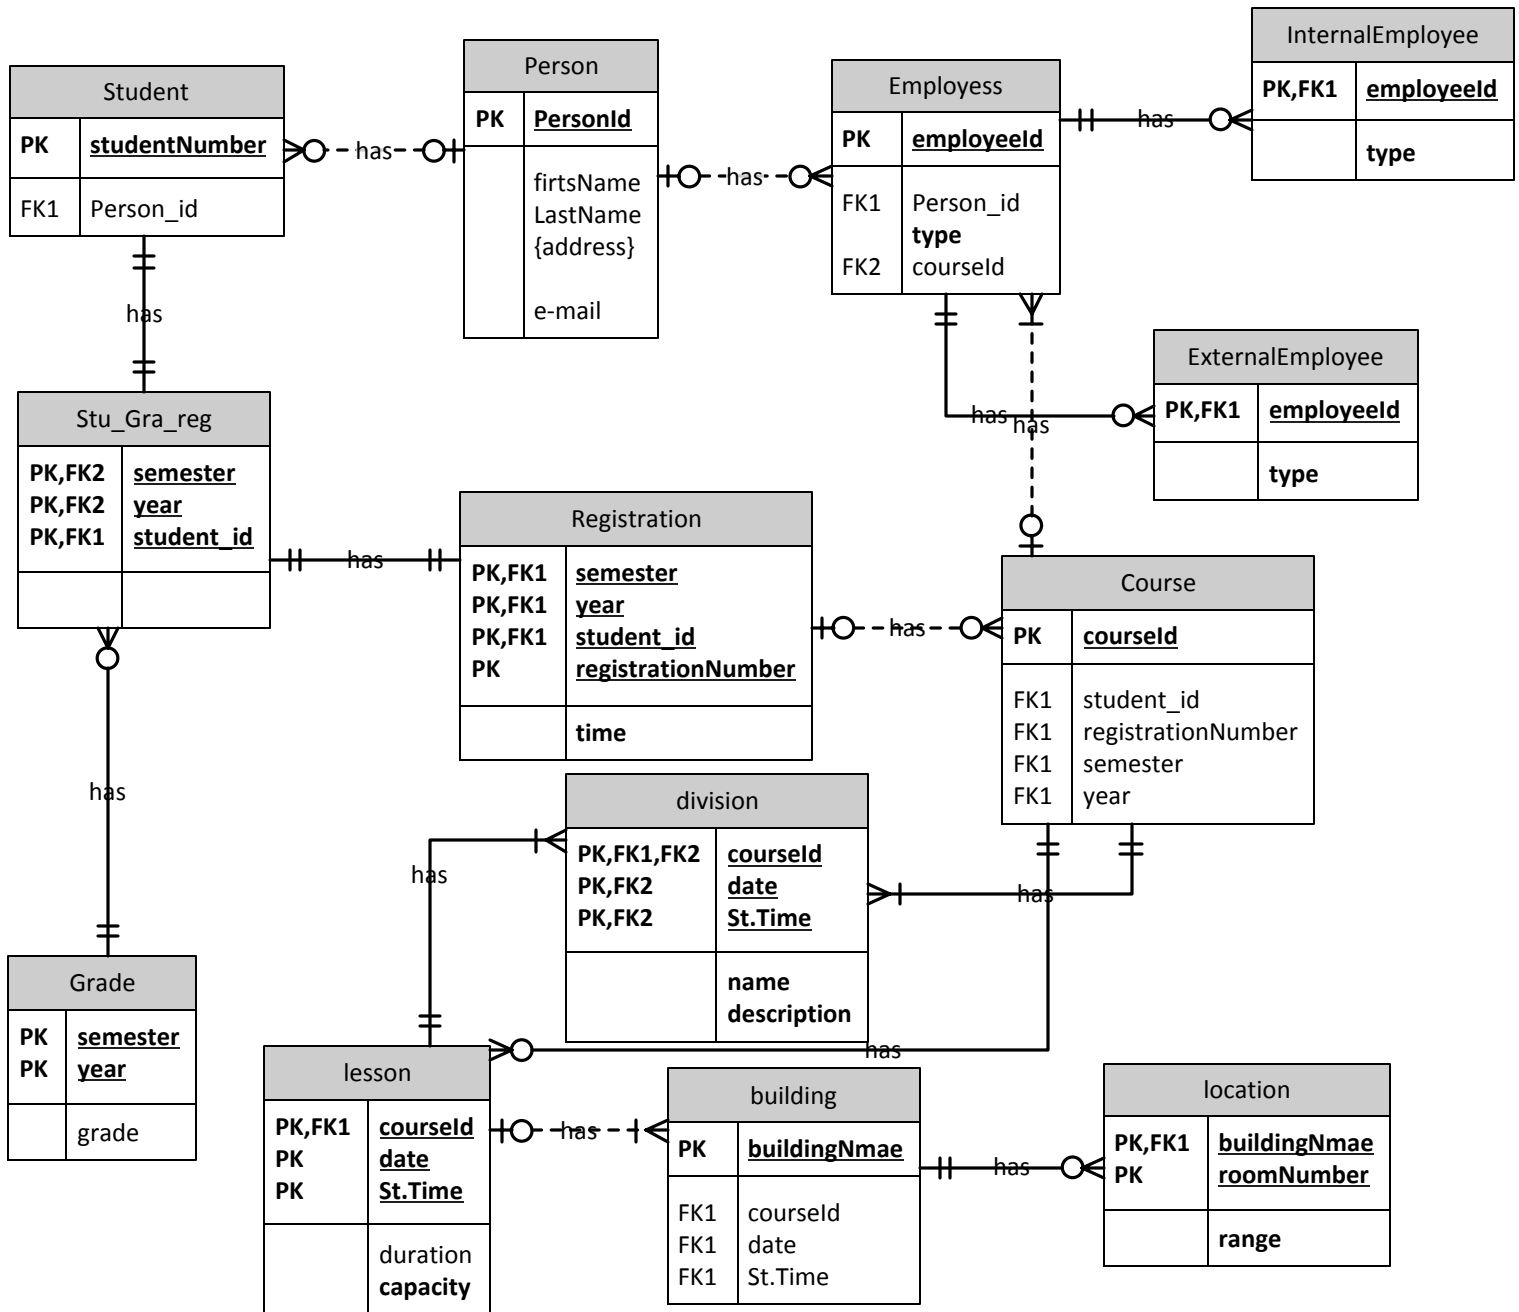 InternalEmployee
PK,FK1 employeeId
type
Person
PK PersonId
firtsName
LastName
{address}
e-mail
Employess
PK employeeId
FK1 Person_id
type
FK2 courseId
Student
PK studentNumber
FK1 Person_id
has
has
has
has
ExternalEmployee
PK,FK1 employeeId
type
has
has
Stu_Gra_reg
PK,FK2 semester
PK,FK2 year
PK,FK1 student_id
has
Registration
PK,FK1 semester
PK,FK1 year
PK,FK1 student_id
PK registrationNumber
time
has
Course
PK courseId
FK1 student_id
FK1 registrationNumber
FK1 semester
FK1 year
has
has
division
PK,FK1,FK2 courseId
PK,FK2 date
PK,FK2 St.Time
name
description
has
has
Grade
PK semester
PK year
grade
lesson
PK,FK1 courseId
PK date
PK St.Time
duration
capacity
has
building
PK buildingNmae
FK1 courseId
FK1 date
FK1 St.Time
has
location
PK,FK1 buildingNmae
PK roomNumber
range